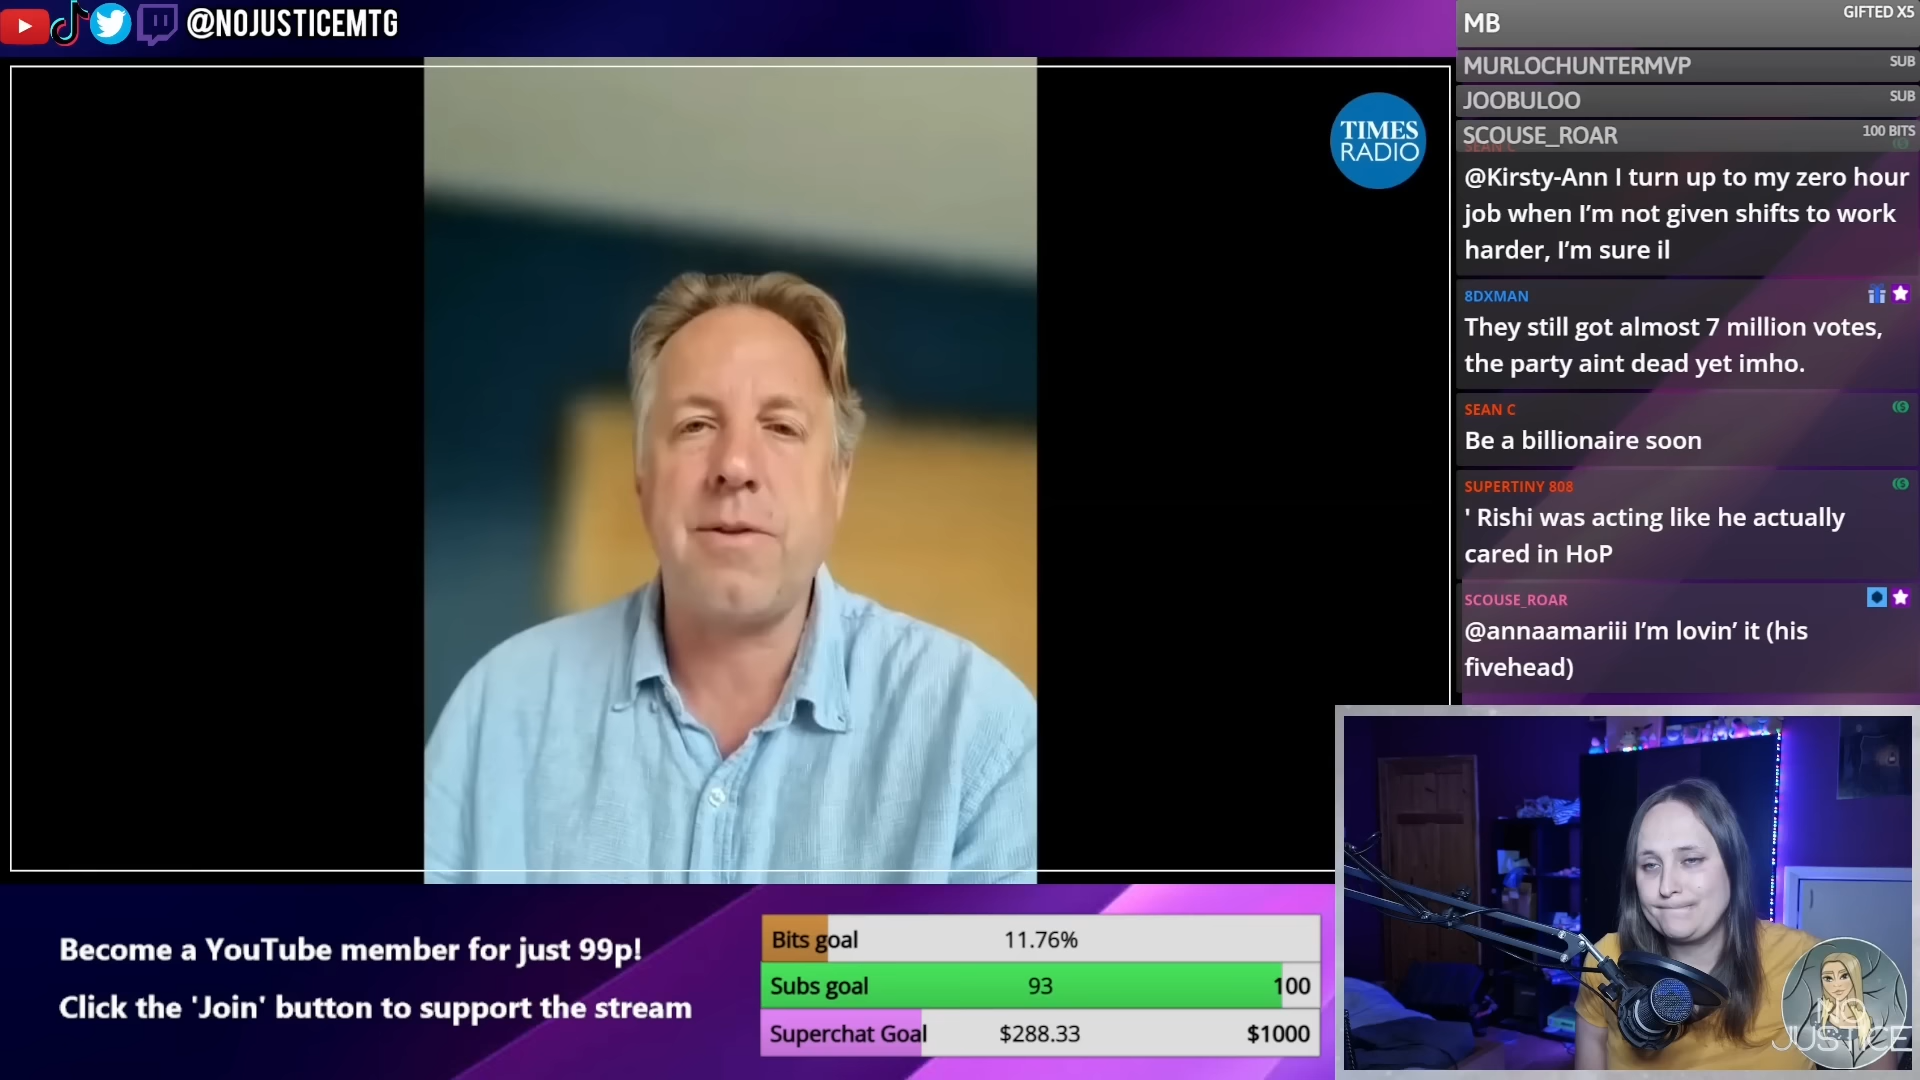 @NOJUSTICEMTG
TIMES
RADIO
MB
GIFTED X5
MURLOCHUNTERMVP
SUB
JOOBULOO
SUB
SCOUSE_ROAR
100 BITS
SEAN C
@Kirsty-Ann I turn up to my zero hour
job when I’m not given shifts to work
harder, I’m sure il
8DXMAN
They still got almost 7 million votes,
the party aint dead yet imho.
SEAN C
Be a billionaire soon
SUPERTINY 808
' Rishi was acting like he actually
cared in HoP
SCOUSE_ROAR
@annaamariii I’m lovin’ it (his
fivehead)
Become a YouTube member for just 99p!
Click the 'Join' button to support the stream
Bits goal
11.76%
Subs goal
93
100
Superchat Goal
$288.33
$1000
NO
JUSTICE